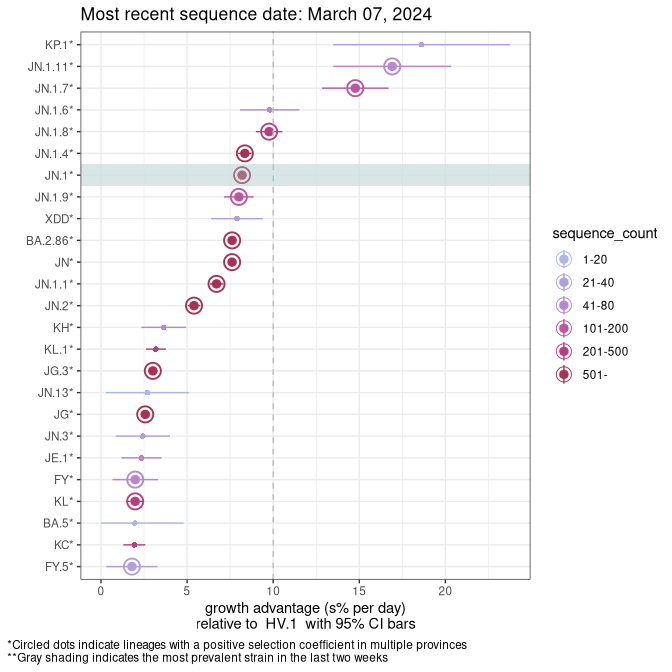 Most recent sequence date: March 07, 2024
KP.1*
JN.1.11*
JN.1.7*
JN.1.6*
JN.1.8*
JN.1.4*
JN.1*
JN.1.9*
XDD*
BA.2.86*
JN*
JN.1.1*
JN.2*
KH*
KL.1*
JG.3*
JN.13*
JG*
JN.3*
JE.1*
FY*
KL*
BA.5*
KC*
FY.5*
0 5 10 15 20
growth advantage (s% per day)
relative to HV.1 with 95% CI bars
sequence_count
1-20
21-40
41-80
101-200
201-500
501-
*Circled dots indicate lineages with a positive selection coefficient in multiple provinces
**Gray shading indicates the most prevalent strain in the last two weeks